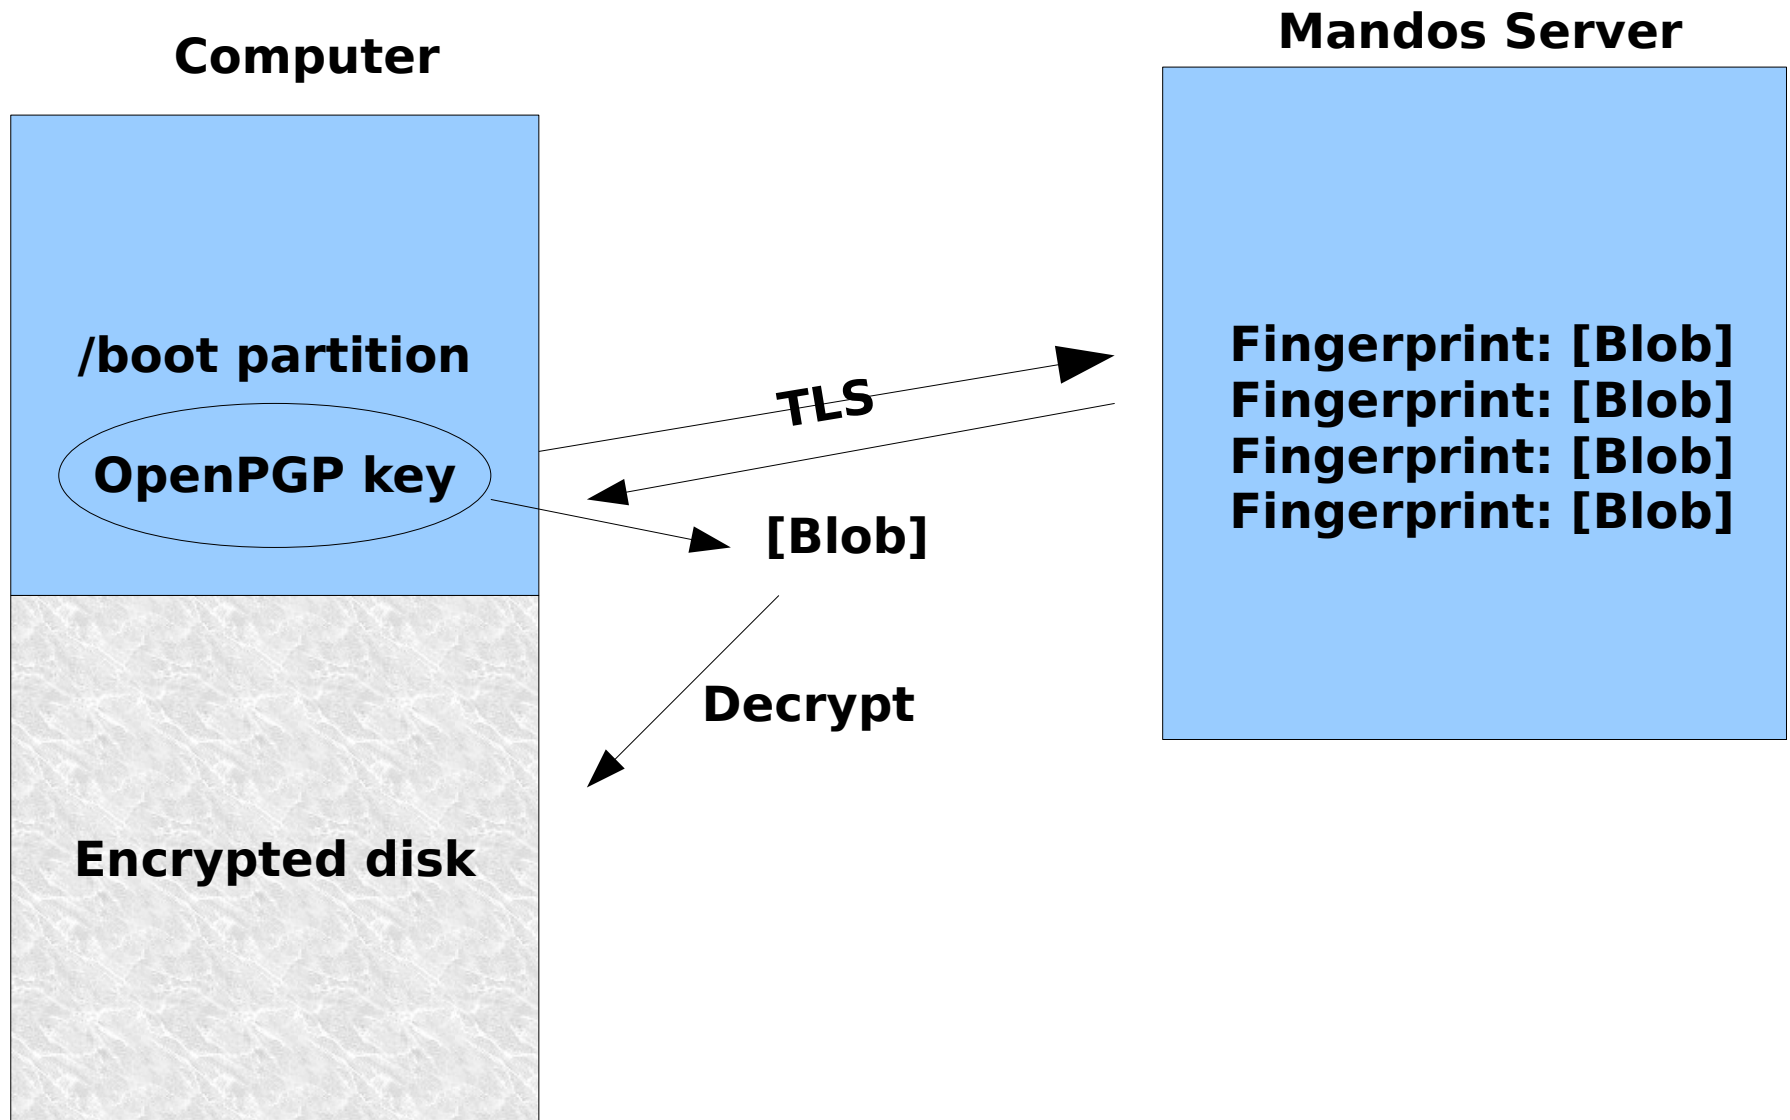 Computer
Mandos Server
/boot partition
OpenPGP key
Encrypted disk
TLS
[Blob]
Decrypt
Fingerprint: [Blob]
Fingerprint: [Blob]
Fingerprint: [Blob]
Fingerprint: [Blob]